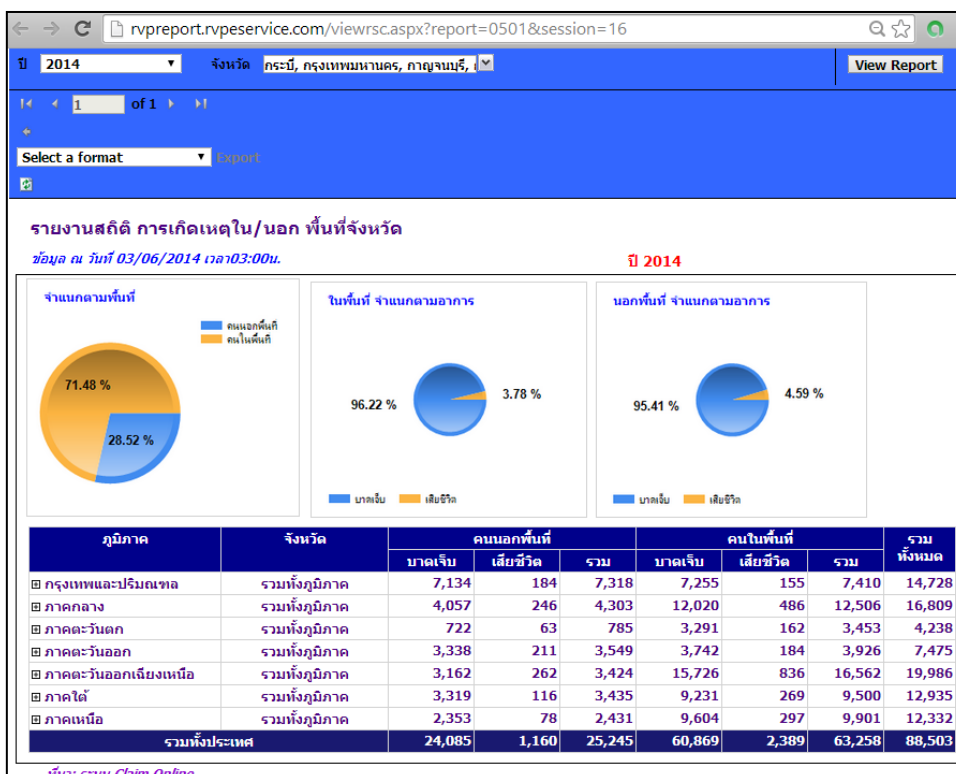 rvpreport.rvpeservice.com/viewrsc.aspx?report=0501&session=16
ปี 2014 จังหวัด กระบี่, กรุงเทพมหานคร, กาญจนบุรี, View Report
1 of 1
Select a format Export
รายงานสถิติ การเกิดเหตุใน/นอก พื้นที่จังหวัด
ข้อมูล ณ วันที่ 03/06/2014 เวลา03:00น. ปี 2014
จำแนกตามพื้นที่ ในพื้นที่ จำแนกตามอาการ นอกพื้นที่ จำแนกตามอาการ
คนนอกพื้นที่
คนในพื้นที่
71.48 % 28.52 %
96.22 % 3.78 %
95.41 % 4.59 %
บาดเจ็บ เสียชีวิต บาดเจ็บ เสียชีวิต
ภูมิภาค จังหวัด คนนอกพื้นที่ คนในพื้นที่ รวมทั้งหมด
บาดเจ็บ เสียชีวิต รวม บาดเจ็บ เสียชีวิต รวม
กรุงเทพและปริมณฑล รวมทั้งภูมิภาค 7,134 184 7,318 7,255 155 7,410 14,728
ภาคกลาง รวมทั้งภูมิภาค 4,057 246 4,303 12,020 486 12,506 16,809
ภาคตะวันตก รวมทั้งภูมิภาค 722 63 785 3,291 162 3,453 4,238
ภาคตะวันออก รวมทั้งภูมิภาค 3,338 211 3,549 3,742 184 3,926 7,475
ภาคตะวันออกเฉียงเหนือ รวมทั้งภูมิภาค 3,162 262 3,424 15,726 836 16,562 19,986
ภาคใต้ รวมทั้งภูมิภาค 3,319 116 3,435 9,231 269 9,500 12,935
ภาคเหนือ รวมทั้งภูมิภาค 2,353 78 2,431 9,604 297 9,901 12,332
รวมทั้งประเทศ 24,085 1,160 25,245 60,869 2,389 63,258 88,503
ที่มา: ระบบ Claim Online